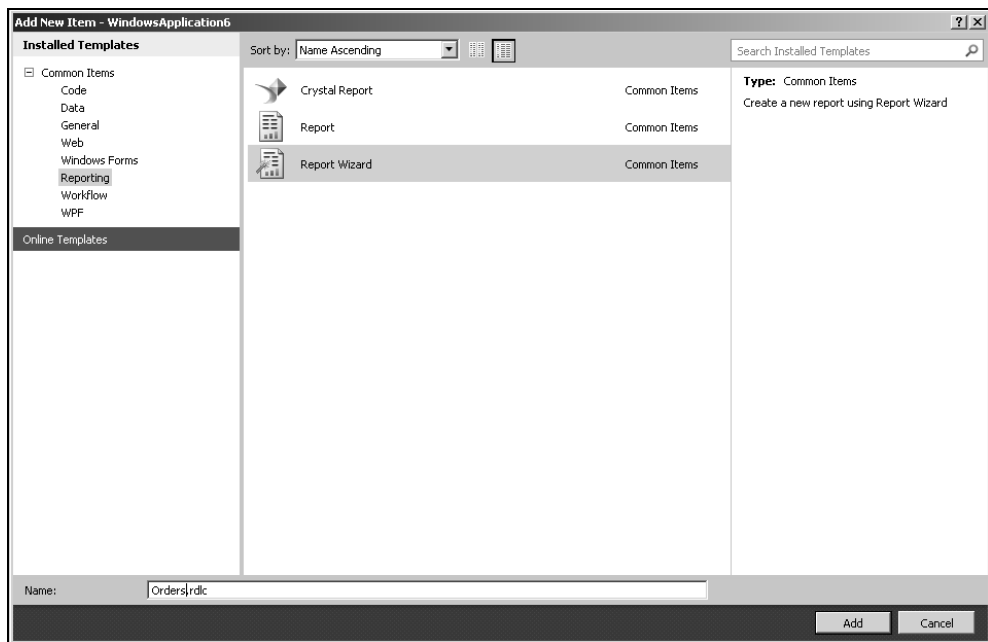 Add New Item - WindowsApplication6
Installed Templates
Common Items
Code
Data
General
Web
Windows Forms
Reporting
Workflow
WPF
Online Templates
Sort by: Name Ascending
Crystal Report Common Items
Report Common Items
Report Wizard Common Items
Search Installed Templates
Type: Common Items
Create a new report using Report Wizard
Name: Orders.rdlc
Add Cancel